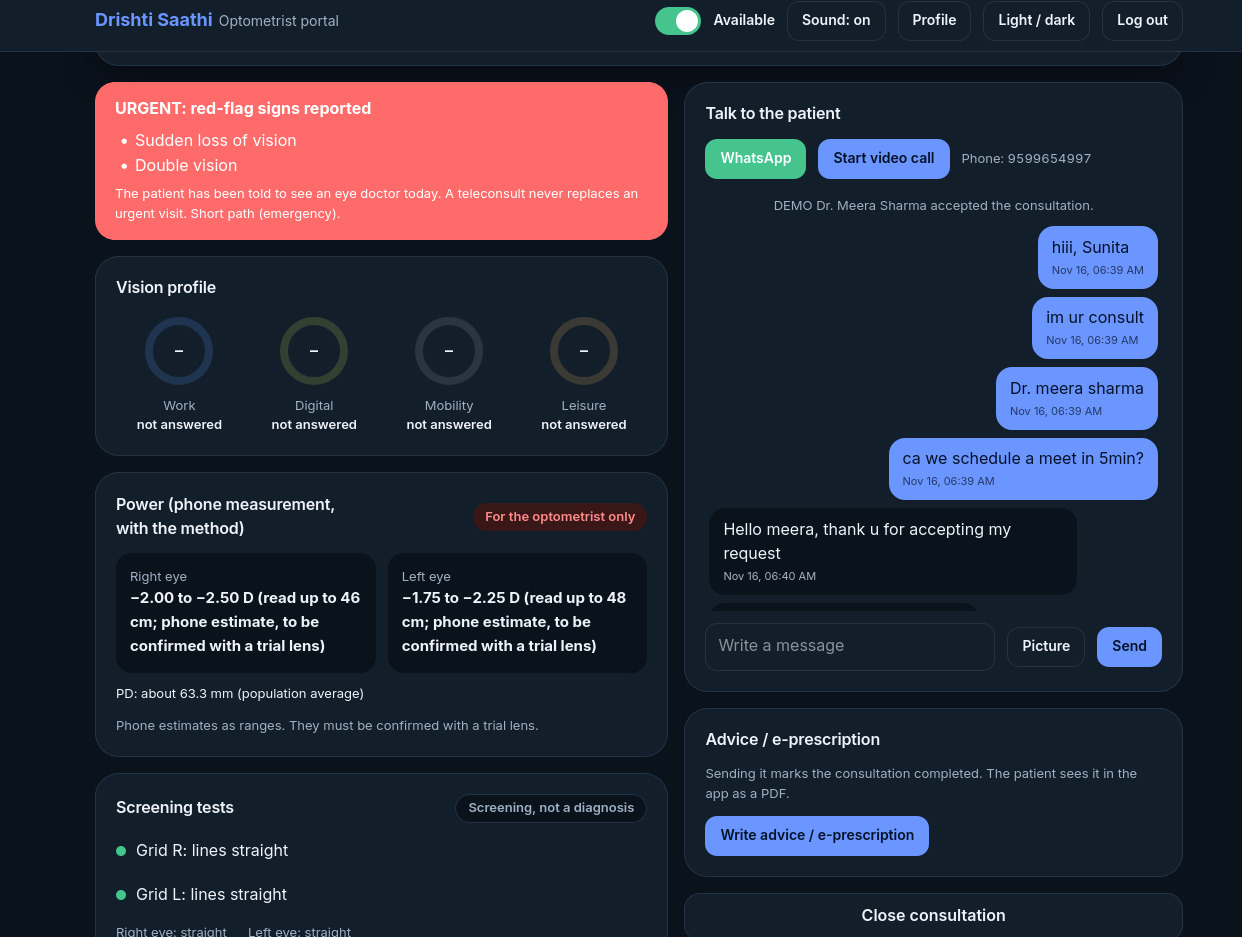 Drishti Saathi Optometrist portal
Available
Sound: on
Profile
Light / dark
Log out
URGENT: red-flag signs reported
• Sudden loss of vision
• Double vision
The patient has been told to see an eye doctor today. A teleconsult never replaces an
urgent visit. Short path (emergency).
Vision profile
– – – –
Work Digital Mobility Leisure
not answered not answered not answered not answered
Power (phone measurement,
with the method)
For the optometrist only
Right eye
−2.00 to −2.50 D (read up to 46
cm; phone estimate, to be
confirmed with a trial lens)
Left eye
−1.75 to −2.25 D (read up to 48
cm; phone estimate, to be
confirmed with a trial lens)
PD: about 63.3 mm (population average)
Phone estimates as ranges. They must be confirmed with a trial lens.
Screening tests
Screening, not a diagnosis
Grid R: lines straight
Grid L: lines straight
Right eye: straight Left eye: straight
Talk to the patient
WhatsApp
Start video call
Phone: 9599654997
DEMO Dr. Meera Sharma accepted the consultation.
hiii, Sunita
Nov 16, 06:39 AM
im ur consult
Nov 16, 06:39 AM
Dr. meera sharma
Nov 16, 06:39 AM
ca we schedule a meet in 5min?
Nov 16, 06:39 AM
Hello meera, thank u for accepting my
request
Nov 16, 06:40 AM
Write a message
Picture
Send
Advice / e-prescription
Sending it marks the consultation completed. The patient sees it in the
app as a PDF.
Write advice / e-prescription
Close consultation